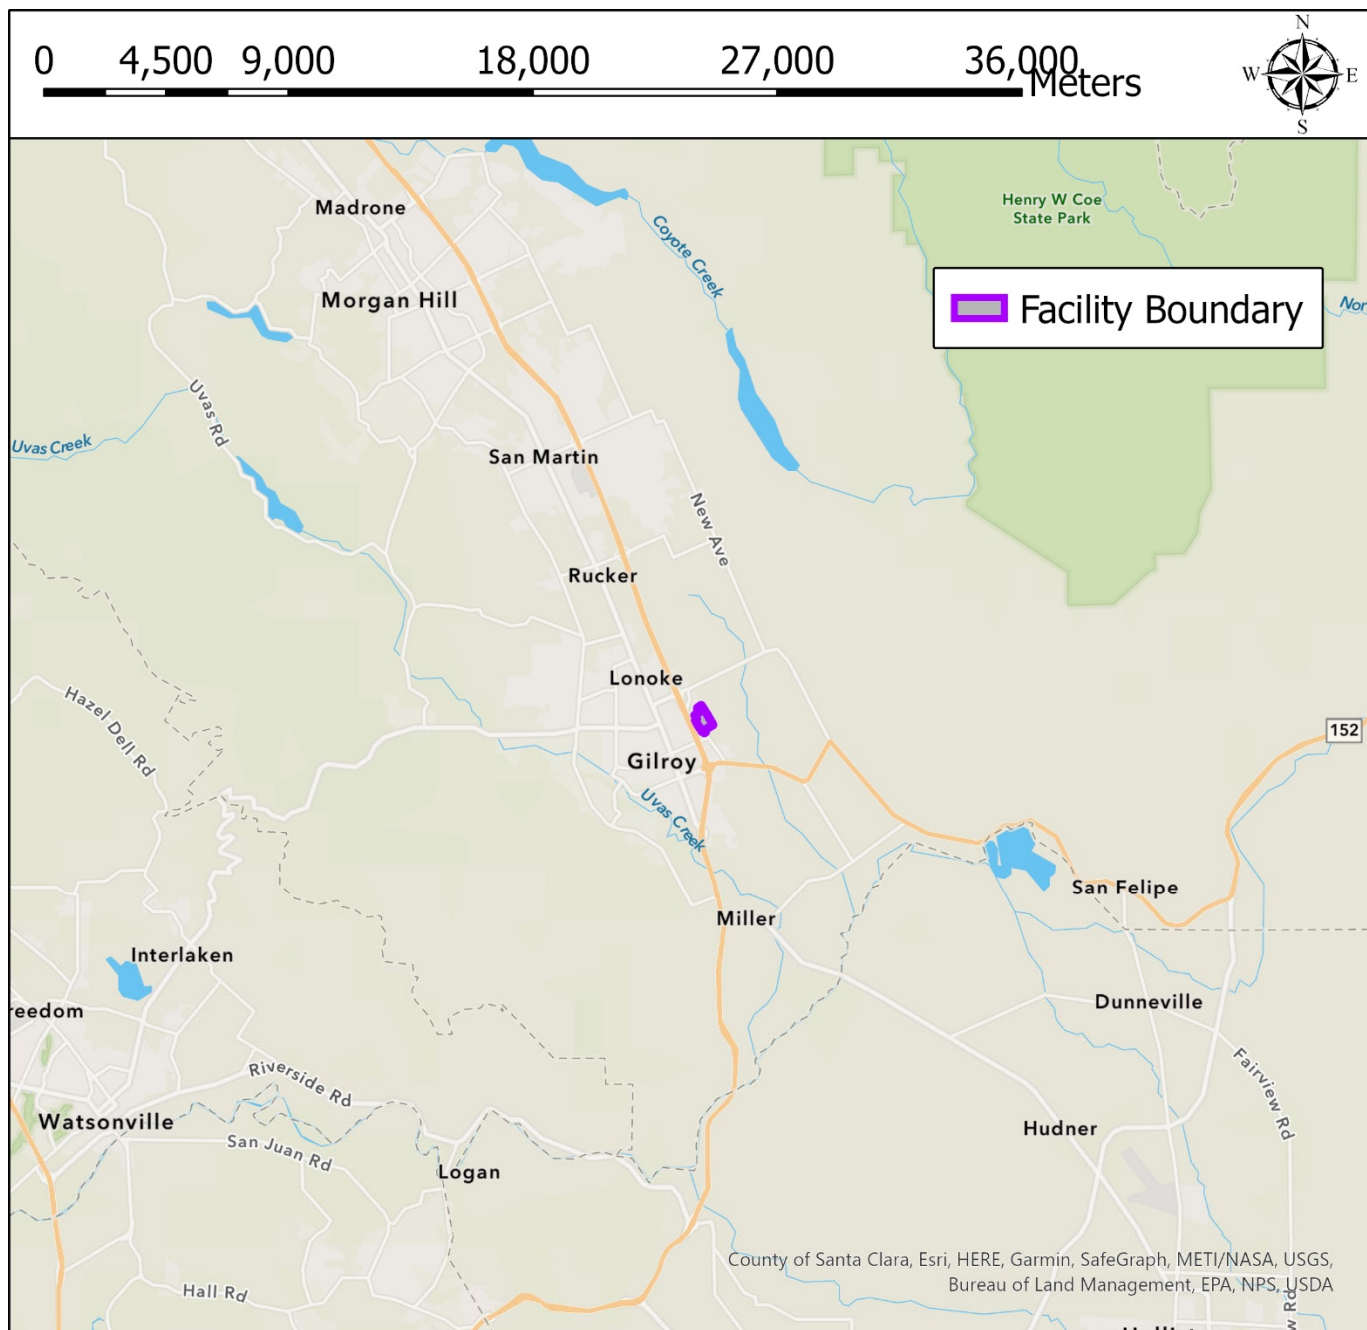 0 4,500 9,000 18,000 27,000 36,000
Meters
N
W E
S
Madrone
Henry W Coe
State Park
Coyote Creek
Facility Boundary
Morgan Hill
Nor
Uvas Rd
Uvas Creek
San Martin
New Ave
Rucker
Lonoke
Hazel Dell Rd
152
Gilroy
Uvas Creek
San Felipe
Miller
Interlaken
Dunneville
reedom
Riverside Rd
Fairview Rd
Watsonville
Hudner
San Juan Rd
Logan
County of Santa Clara, Esri, HERE, Garmin, SafeGraph, METI/NASA, USGS,
Bureau of Land Management, EPA, NPS, USDA
Hall Rd
w Rd